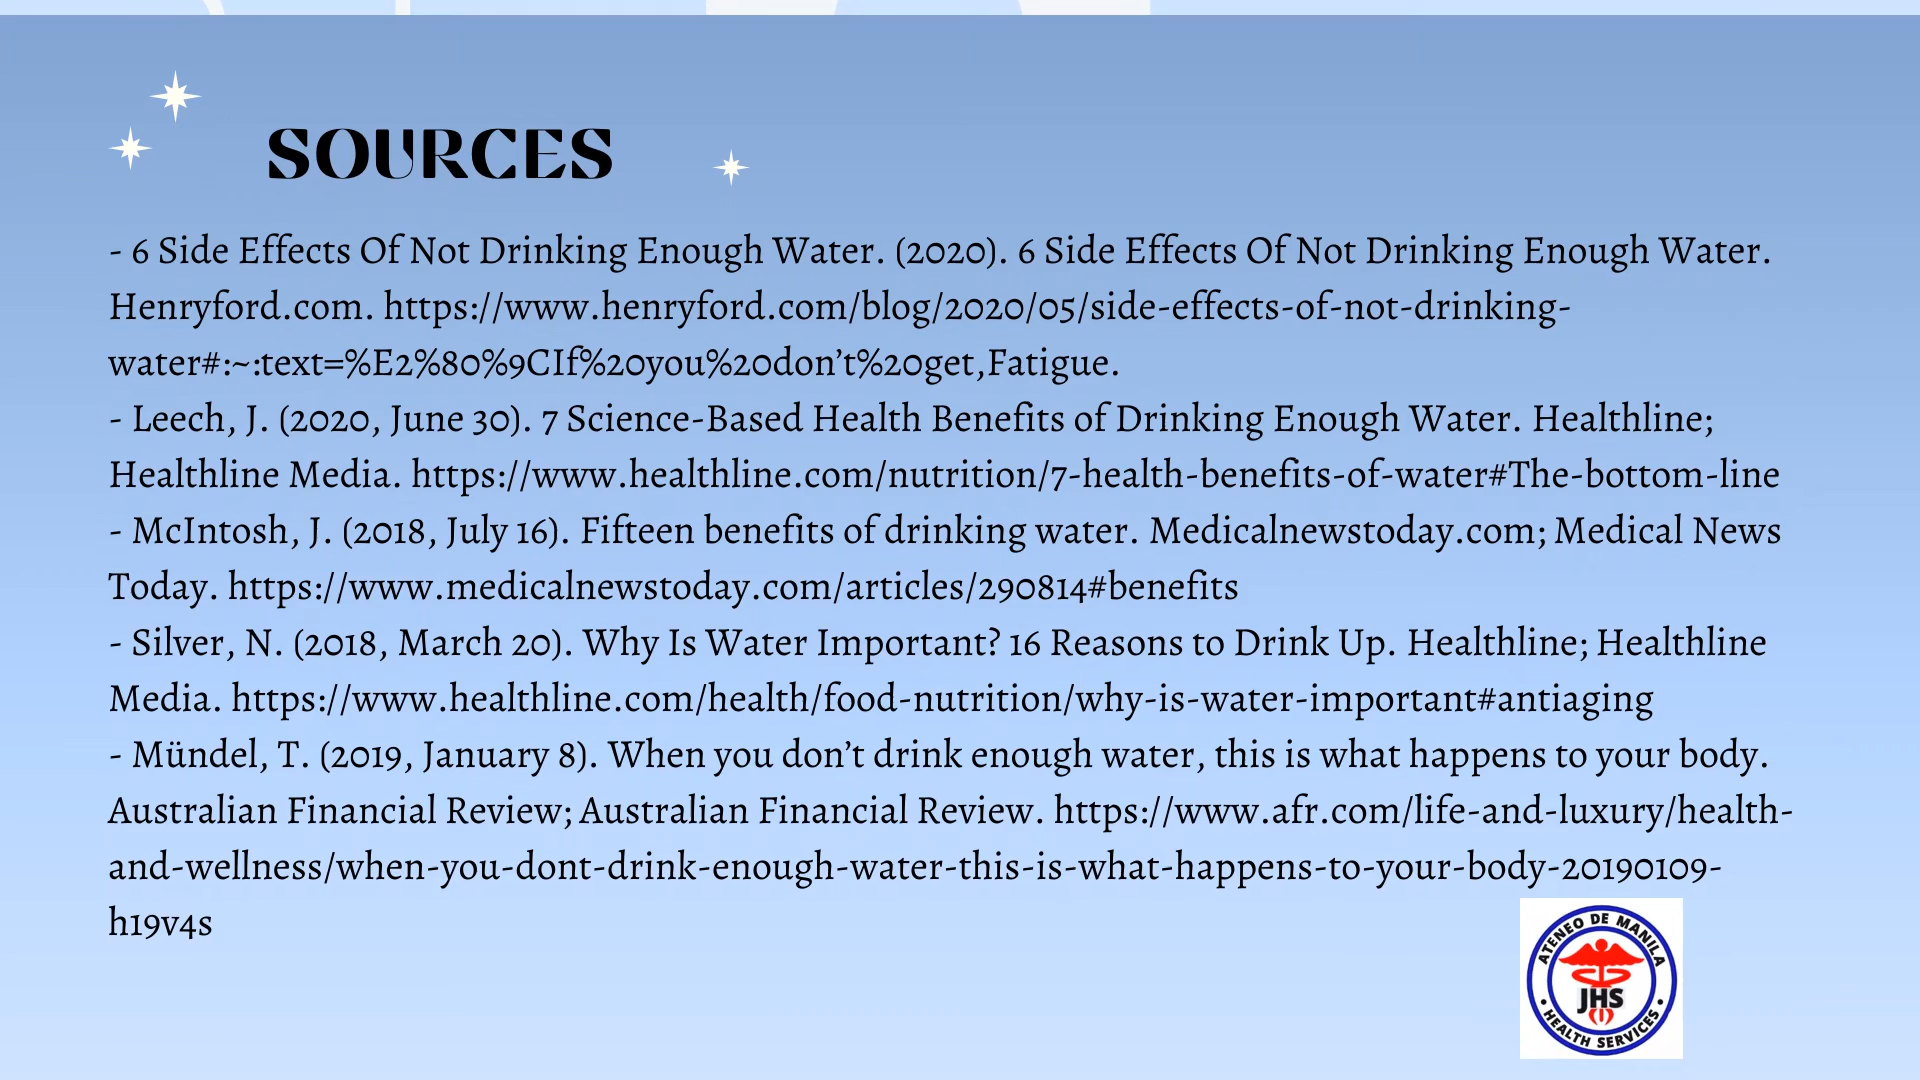 SOURCES
- 6 Side Effects Of Not Drinking Enough Water. (2020). 6 Side Effects Of Not Drinking Enough Water.
Henryford.com. https://www.henryford.com/blog/2020/05/side-effects-of-not-drinking-
water#:~:text=%E2%80%9CIf%20you%20don’t%20get,Fatigue.
- Leech, J. (2020, June 30). 7 Science-Based Health Benefits of Drinking Enough Water. Healthline;
Healthline Media. https://www.healthline.com/nutrition/7-health-benefits-of-water#The-bottom-line
- McIntosh, J. (2018, July 16). Fifteen benefits of drinking water. Medicalnewstoday.com; Medical News
Today. https://www.medicalnewstoday.com/articles/290814#benefits
- Silver, N. (2018, March 20). Why Is Water Important? 16 Reasons to Drink Up. Healthline; Healthline
Media. https://www.healthline.com/health/food-nutrition/why-is-water-important#antiaging
- Mündel, T. (2019, January 8). When you don’t drink enough water, this is what happens to your body.
Australian Financial Review; Australian Financial Review. https://www.afr.com/life-and-luxury/health-
and-wellness/when-you-dont-drink-enough-water-this-is-what-happens-to-your-body-20190109-
h19v4s
ATENEO DE MANILA
JHS
• HEALTH SERVICES •